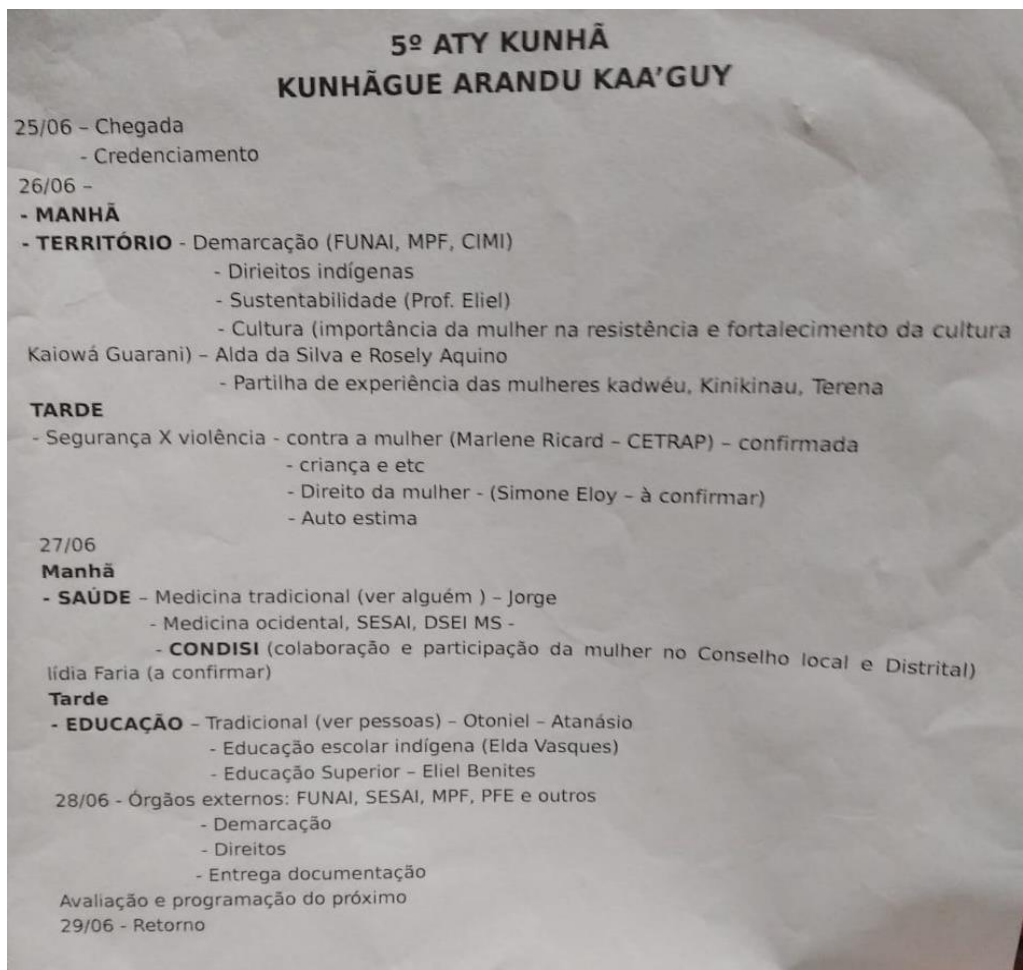 5º ATY KUNHÃ
KUNHÃGUE ARANDU KAA'GUY
25/06 – Chegada
- Credenciamento
26/06 –
- MANHÃ
- TERRITÓRIO - Demarcação (FUNAI, MPF, CIMI)
- Dirieitos indígenas
- Sustentabilidade (Prof. Eliel)
- Cultura (importância da mulher na resistência e fortalecimento da cultura
Kaiowá Guarani) – Alda da Silva e Rosely Aquino
- Partilha de experiência das mulheres kadwéu, Kinikinau, Terena
TARDE
- Segurança X violência - contra a mulher (Marlene Ricard – CETRAP) – confirmada
- criança e etc
- Direito da mulher - (Simone Eloy – à confirmar)
- Auto estima
27/06
Manhã
- SAÚDE – Medicina tradicional (ver alguém ) – Jorge
- Medicina ocidental, SESAI, DSEI MS -
- CONDISI (colaboração e participação da mulher no Conselho local e Distrital)
lídia Faria (a confirmar)
Tarde
- EDUCAÇÃO – Tradicional (ver pessoas) – Otoniel – Atanásio
- Educação escolar indígena (Elda Vasques)
- Educação Superior – Eliel Benites
28/06 - Órgãos externos: FUNAI, SESAI, MPF, PFE e outros
- Demarcação
- Direitos
- Entrega documentação
Avaliação e programação do próximo
29/06 - Retorno